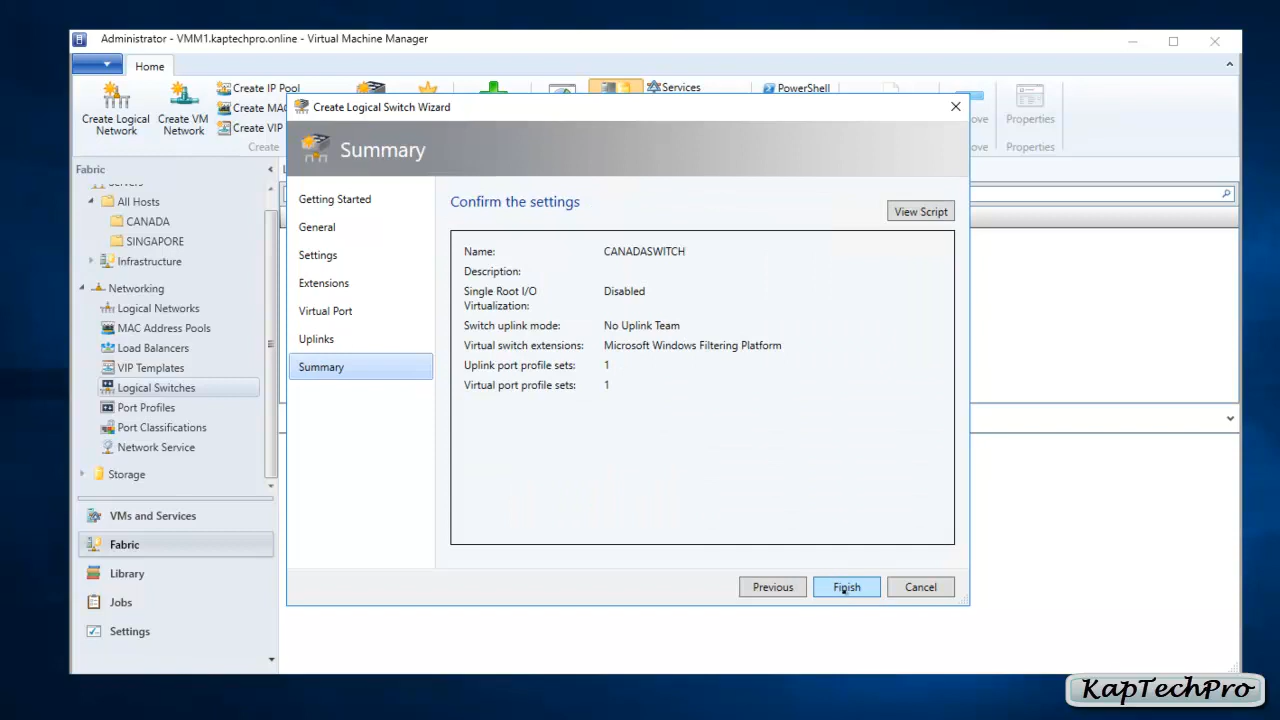 Administrator - VMM1.kaptechpro.online - Virtual Machine Manager
Home
Create Logical Network
Create VM Network
Create IP Pool
Create MAC
Create VIP
Create
Services
PowerShell
Properties
Properties
Fabric
Servers
All Hosts
CANADA
SINGAPORE
Infrastructure
Networking
Logical Networks
MAC Address Pools
Load Balancers
VIP Templates
Logical Switches
Port Profiles
Port Classifications
Network Service
Storage
VMs and Services
Fabric
Library
Jobs
Settings
Create Logical Switch Wizard
Summary
Getting Started
General
Settings
Extensions
Virtual Port
Uplinks
Summary
Confirm the settings
View Script
Name: CANADASWITCH
Description:
Single Root I/O Disabled
Virtualization:
Switch uplink mode: No Uplink Team
Virtual switch extensions: Microsoft Windows Filtering Platform
Uplink port profile sets: 1
Virtual port profile sets: 1
Previous
Finish
Cancel
KapTechPro